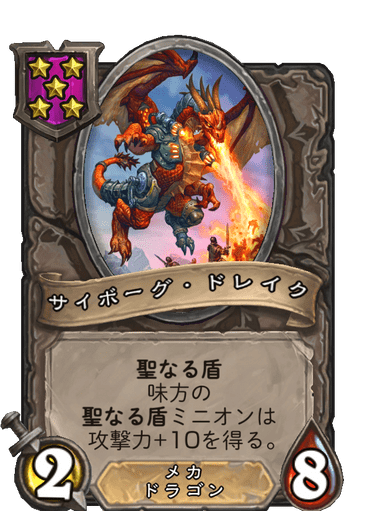 サイボーグ・ドレイク
聖なる盾
味方の
聖なる盾ミニオンは
攻撃力+10を得る。
メカ
ドラゴン
2
8